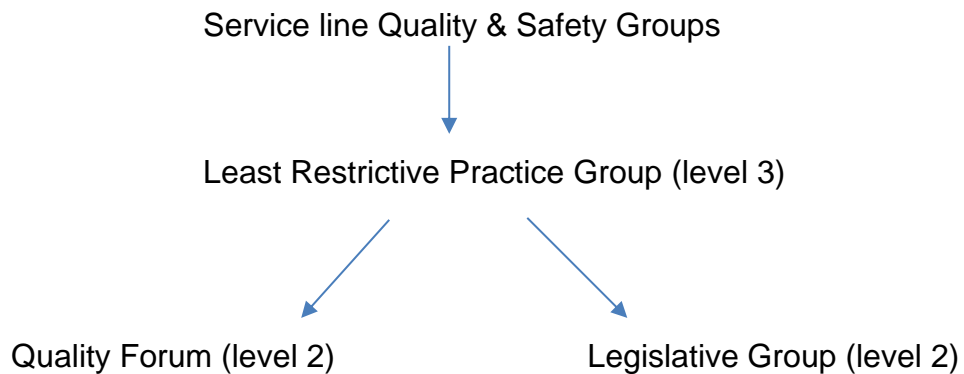 Service line Quality & Safety Groups
Least Restrictive Practice Group (level 3)
Quality Forum (level 2)
Legislative Group (level 2)